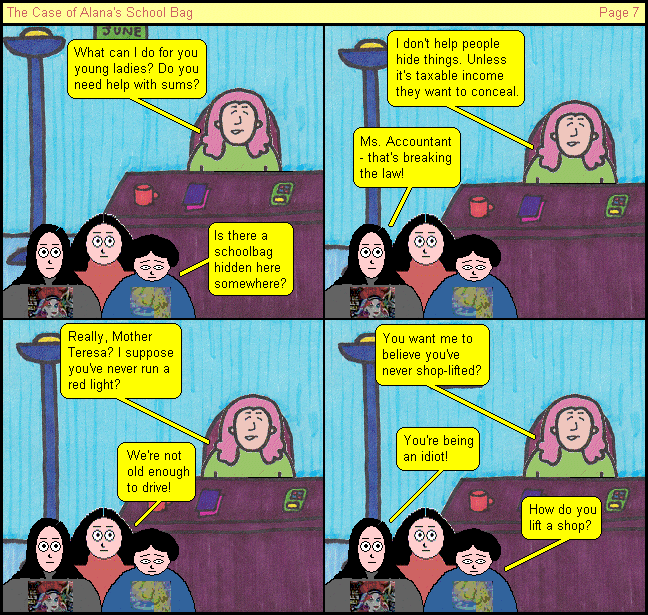 The Case of Alana's School Bag
Page 7
JUNE
What can I do for you
young ladies? Do you
need help with sums?
Is there a
schoolbag
hidden here
somewhere?
I don't help people
hide things. Unless
it's taxable income
they want to conceal.
Ms. Accountant
- that's breaking
the law!
Really, Mother
Teresa? I suppose
you've never run a
red light?
We're not
old enough
to drive!
You want me to
believe you've
never shop-lifted?
You're being
an idiot!
How do you
lift a shop?